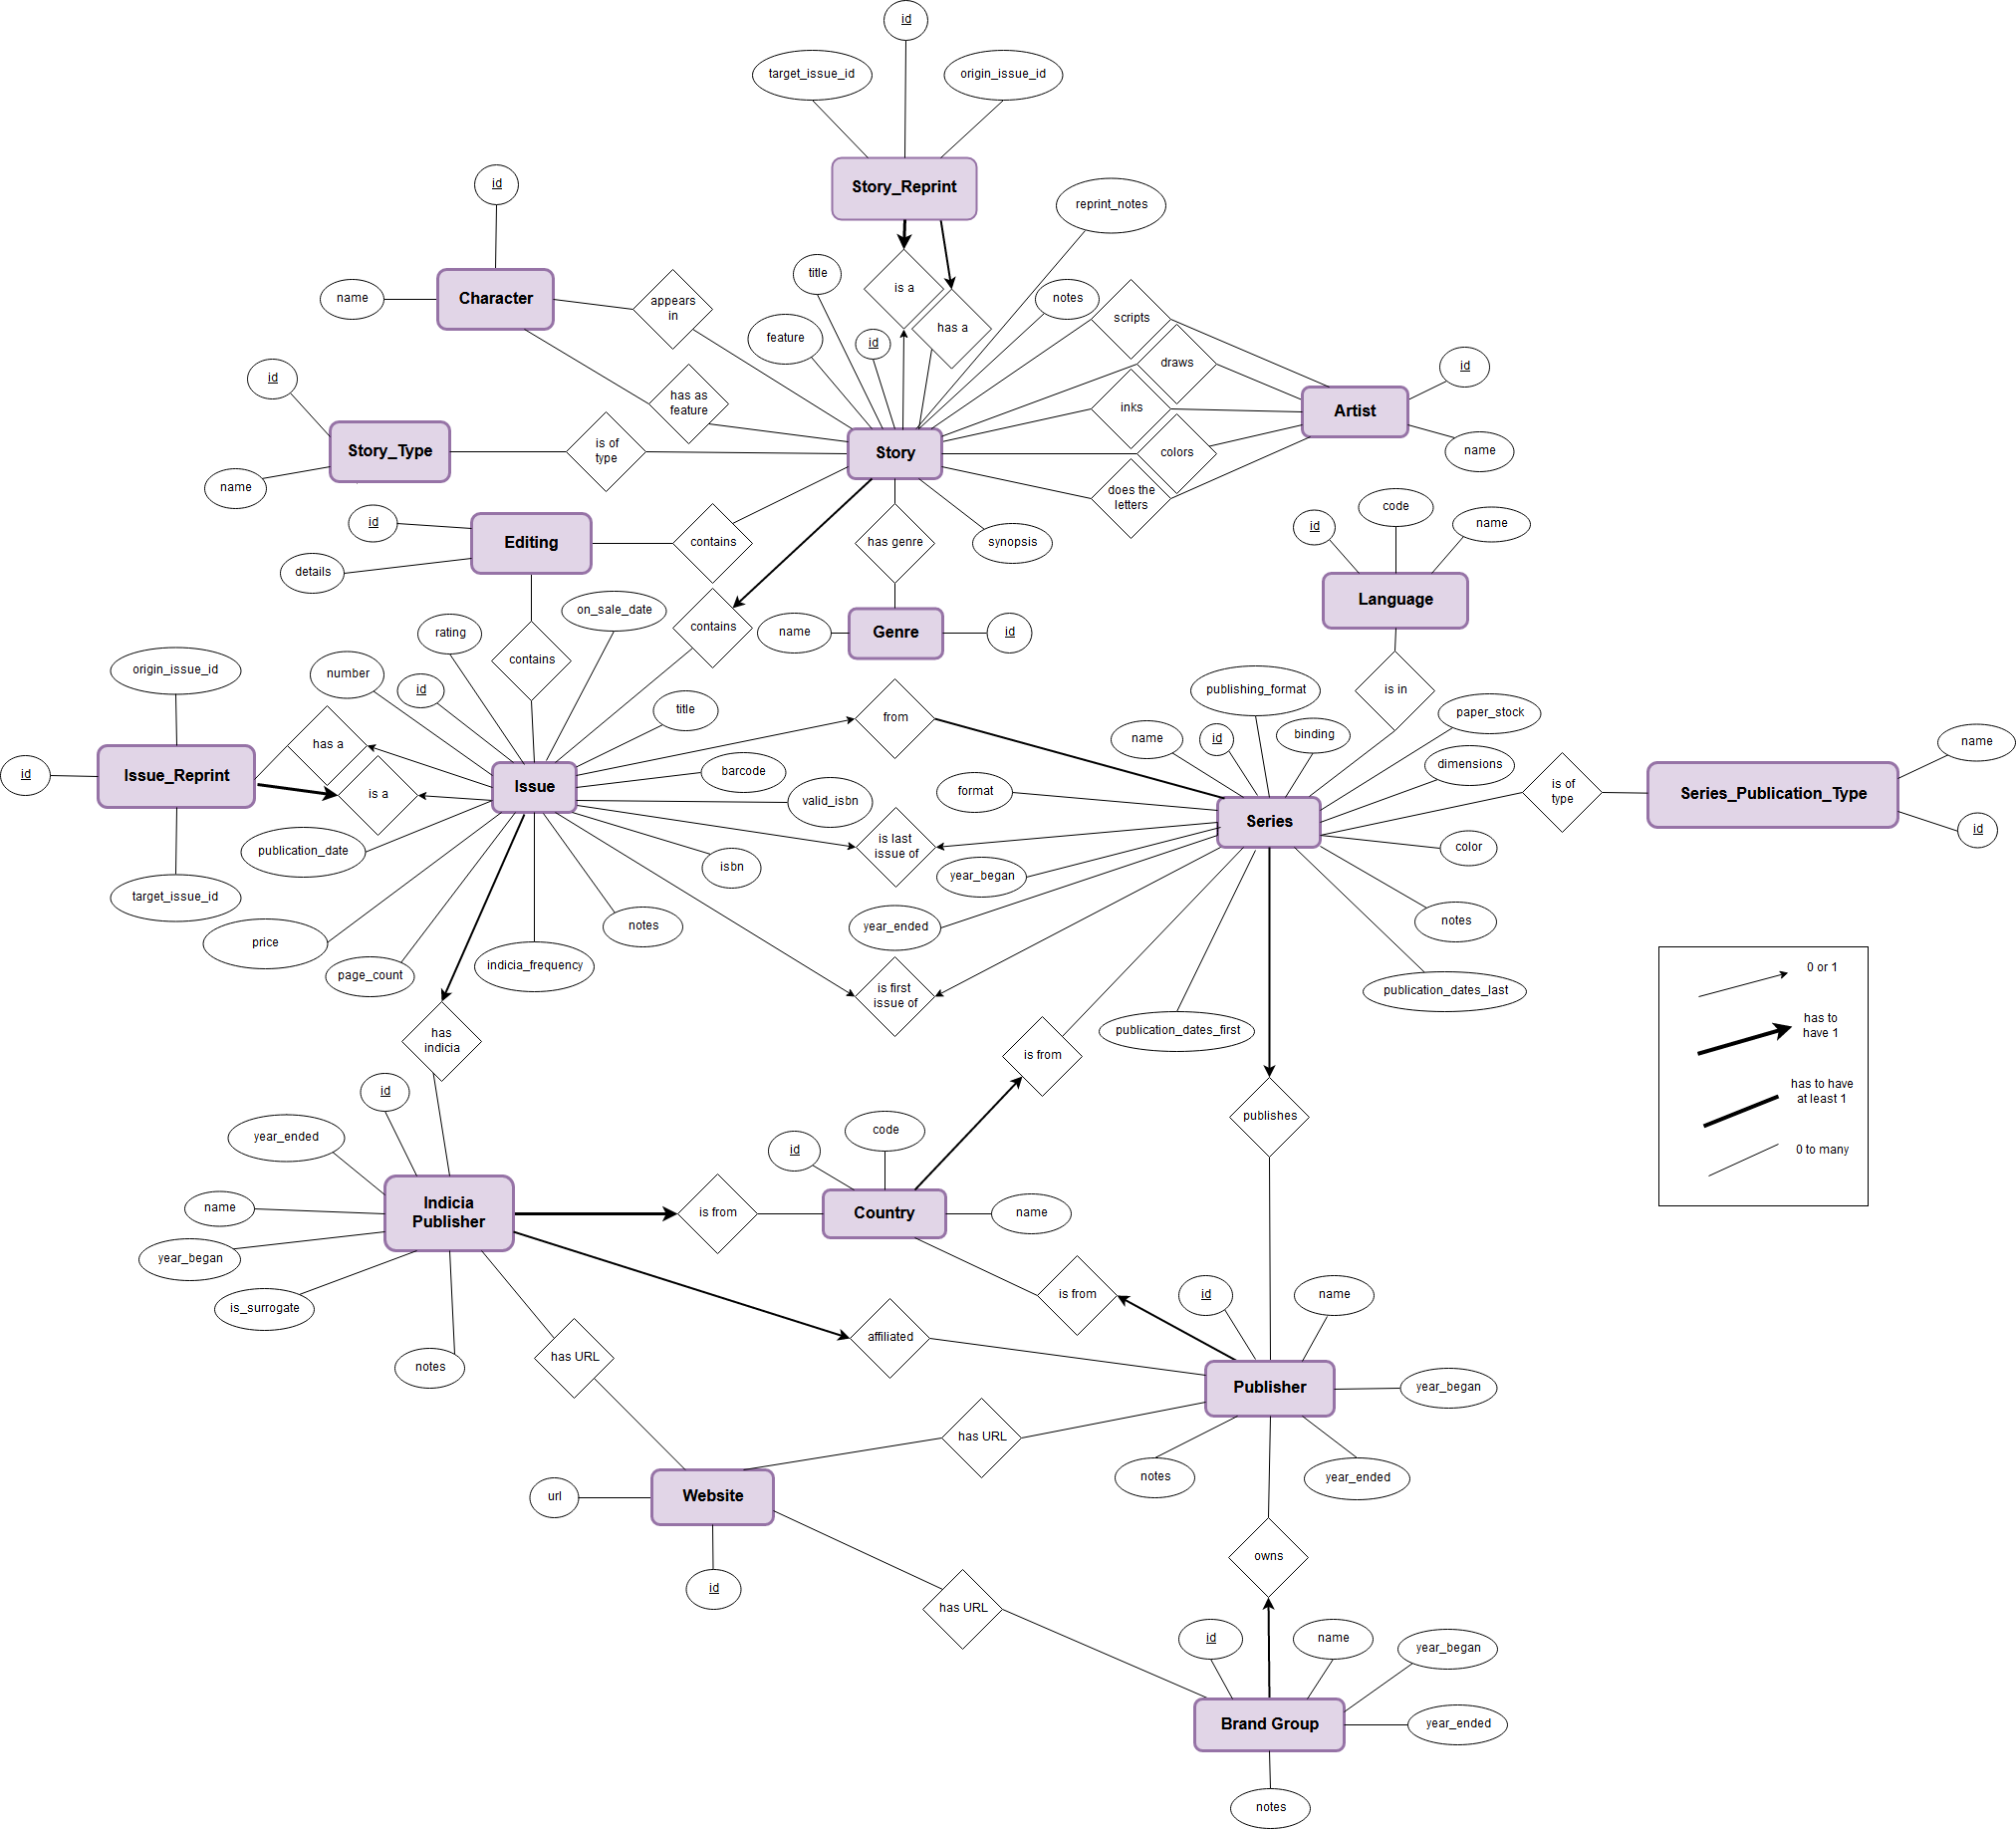 id
target_issue_id
origin_issue_id
Story_Reprint
id
reprint_notes
Character
name
appears
in
title
is a
notes
has a
scripts
feature
id
draws
id
id
has as
feature
inks
Artist
Story_Type
is of
type
Story
colors
name
name
does the
letters
id
Editing
contains
has genre
synopsis
details
id
code
name
Language
on_sale_date
rating
contains
contains
name
Genre
id
origin_issue_id
number
id
title
from
has a
publishing_format
is in
paper_stock
name
id
binding
name
id
Issue_Reprint
is a
Issue
barcode
valid_isbn
format
dimensions
is of
type
Series_Publication_Type
Series
id
publication_date
is last
issue of
color
isbn
year_began
target_issue_id
price
page_count
indicia_frequency
notes
year_ended
notes
is first
issue of
publication_dates_last
publication_dates_first
0 or 1
has to
have 1
has to have
at least 1
0 to many
has
indicia
is from
id
publishes
year_ended
id
code
name
Indicia
Publisher
is from
Country
name
year_began
is_surrogate
is from
id
name
notes
has URL
affiliated
Publisher
year_began
has URL
notes
year_ended
url
Website
id
owns
has URL
id
name
year_began
Brand Group
year_ended
notes